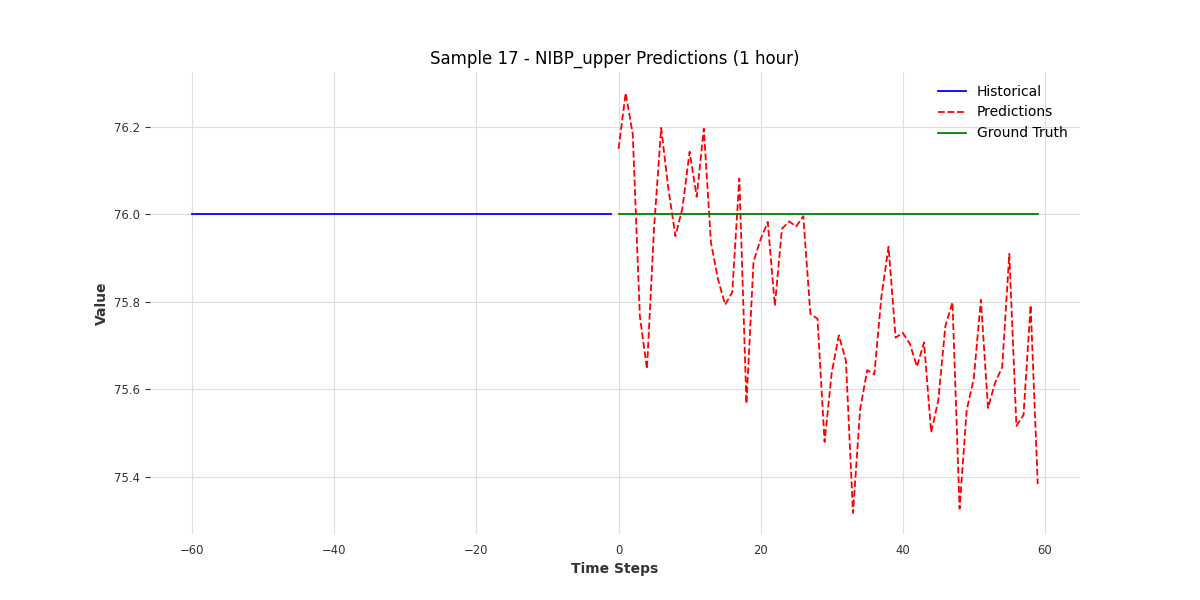 Sample 17 - NIBP_upper Predictions (1 hour)
Historical
Predictions
Ground Truth
Value
76.2
76.0
75.8
75.6
75.4
−60
−40
−20
0
20
40
60
Time Steps